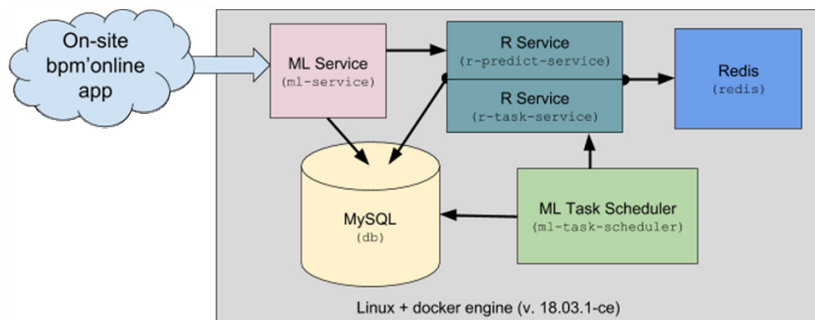 On-site
bpm'online
app
ML Service
(ml-service)
R Service
(r-predict-service)
R Service
(r-task-service)
Redis
(redis)
MySQL
(db)
ML Task Scheduler
(ml-task-scheduler)
Linux + docker engine (v. 18.03.1-ce)